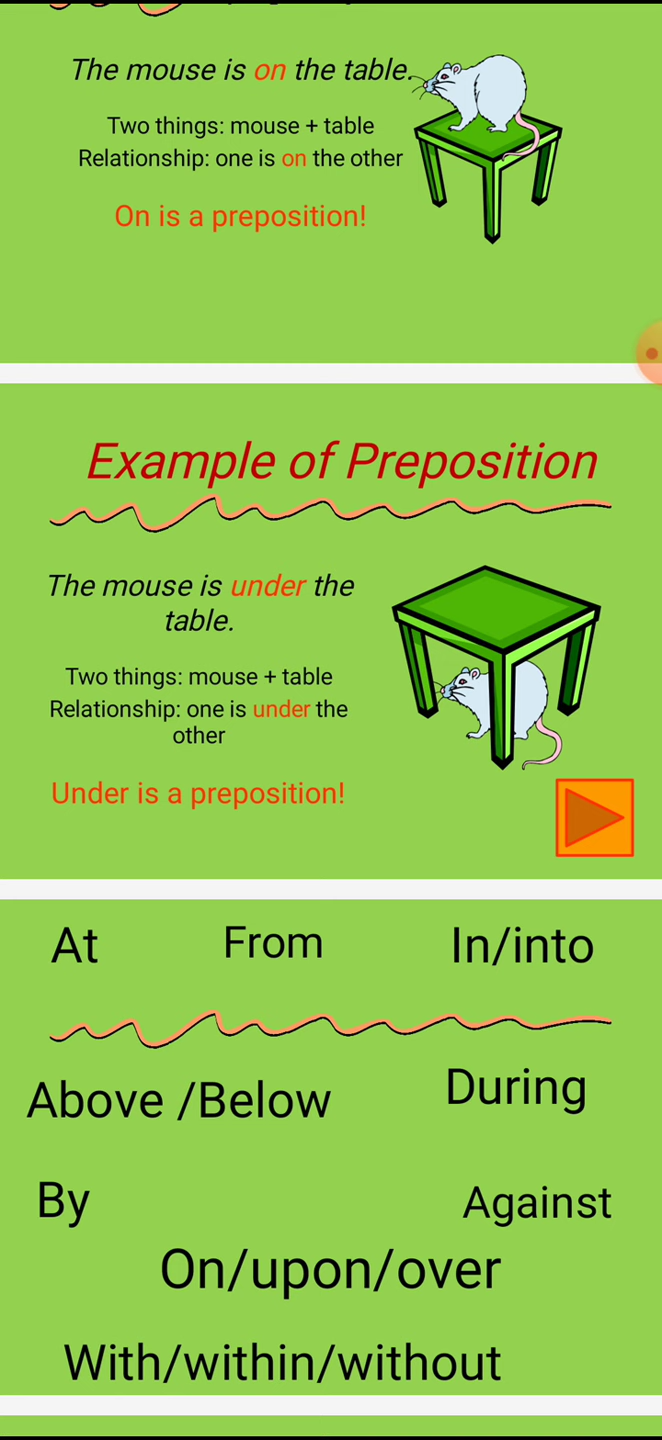 The mouse is on the table.
Two things: mouse + table
Relationship: one is on the other
On is a preposition!
Example of Preposition
The mouse is under the
table.
Two things: mouse + table
Relationship: one is under the
other
Under is a preposition!
At From In/into
Above /Below During
By Against
On/upon/over
With/within/without